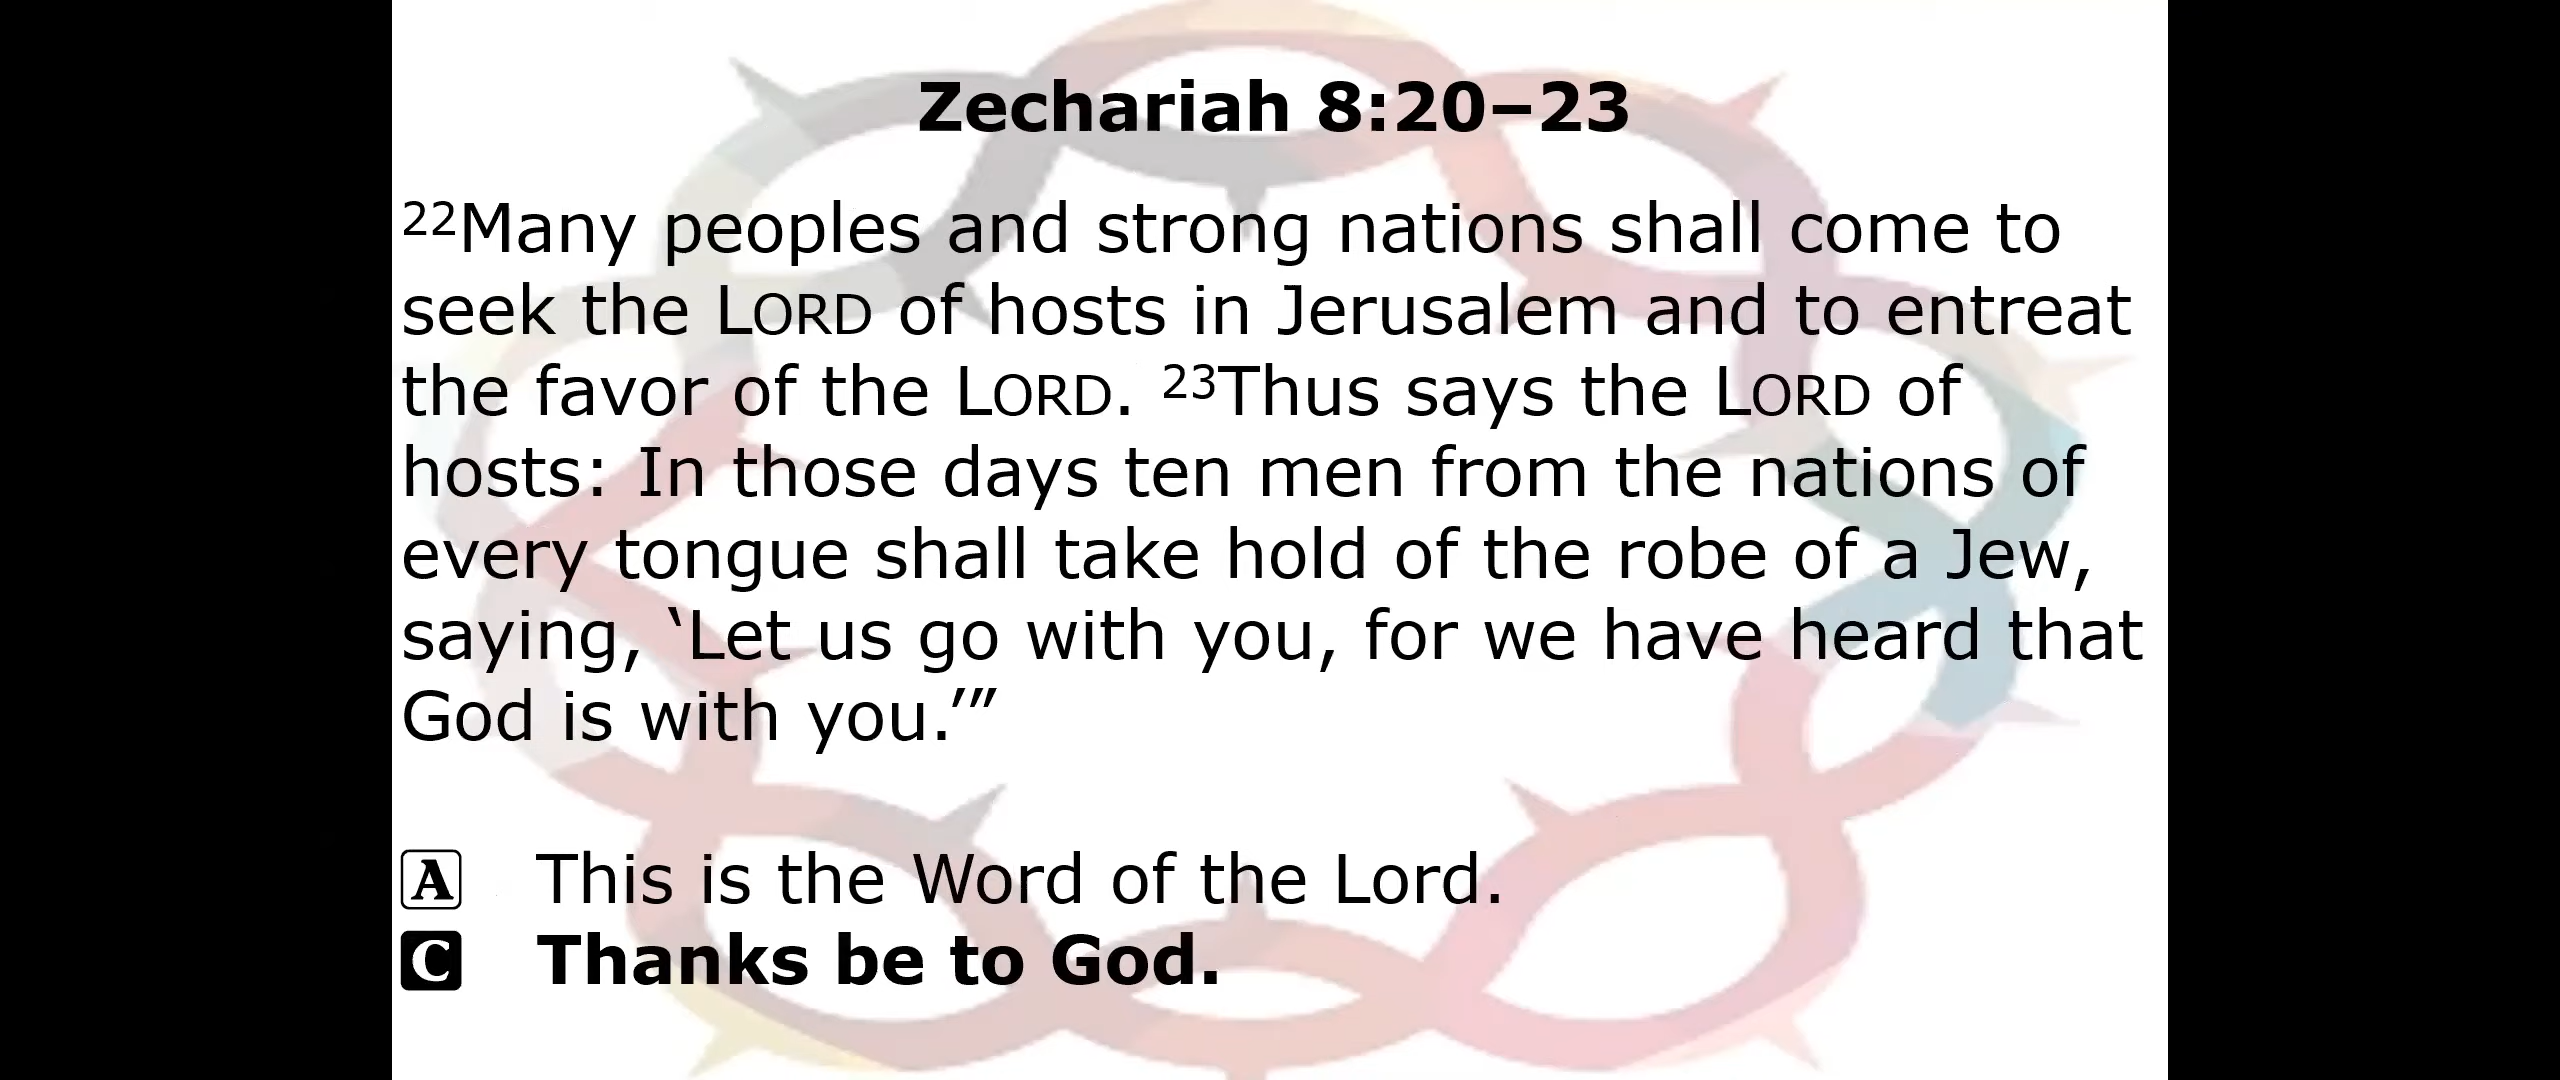 Zechariah 8:20–23
22Many peoples and strong nations shall come to
seek the LORD of hosts in Jerusalem and to entreat
the favor of the LORD. 23Thus says the LORD of
hosts: In those days ten men from the nations of
every tongue shall take hold of the robe of a Jew,
saying, ‘Let us go with you, for we have heard that
God is with you.’”
A This is the Word of the Lord.
C Thanks be to God.